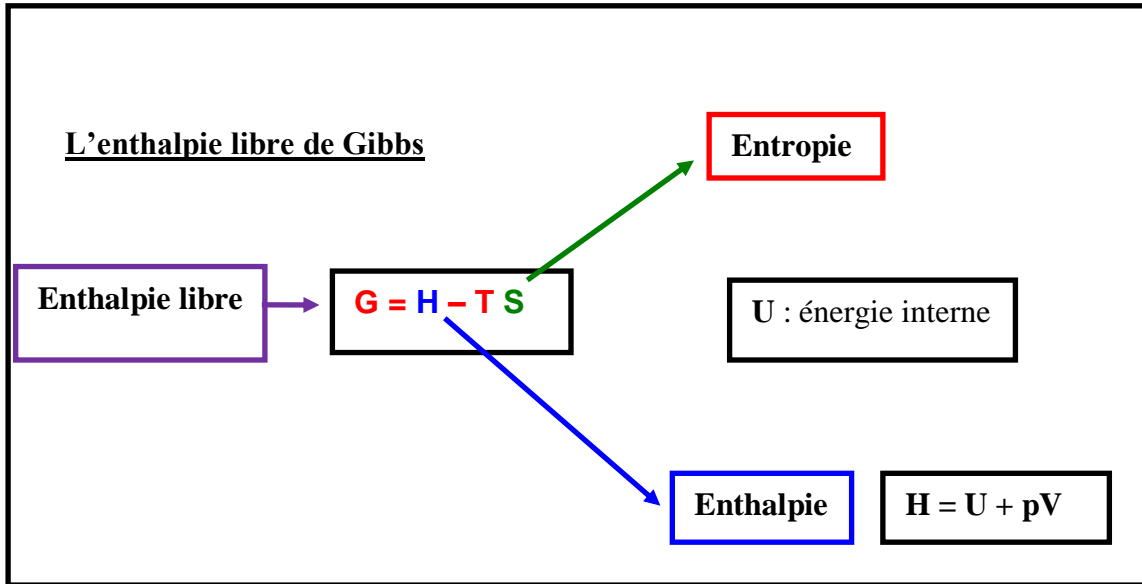 L’enthalpie libre de Gibbs
Entropie
Enthalpie libre
G = H – T S
U : énergie interne
Enthalpie
H = U + pV